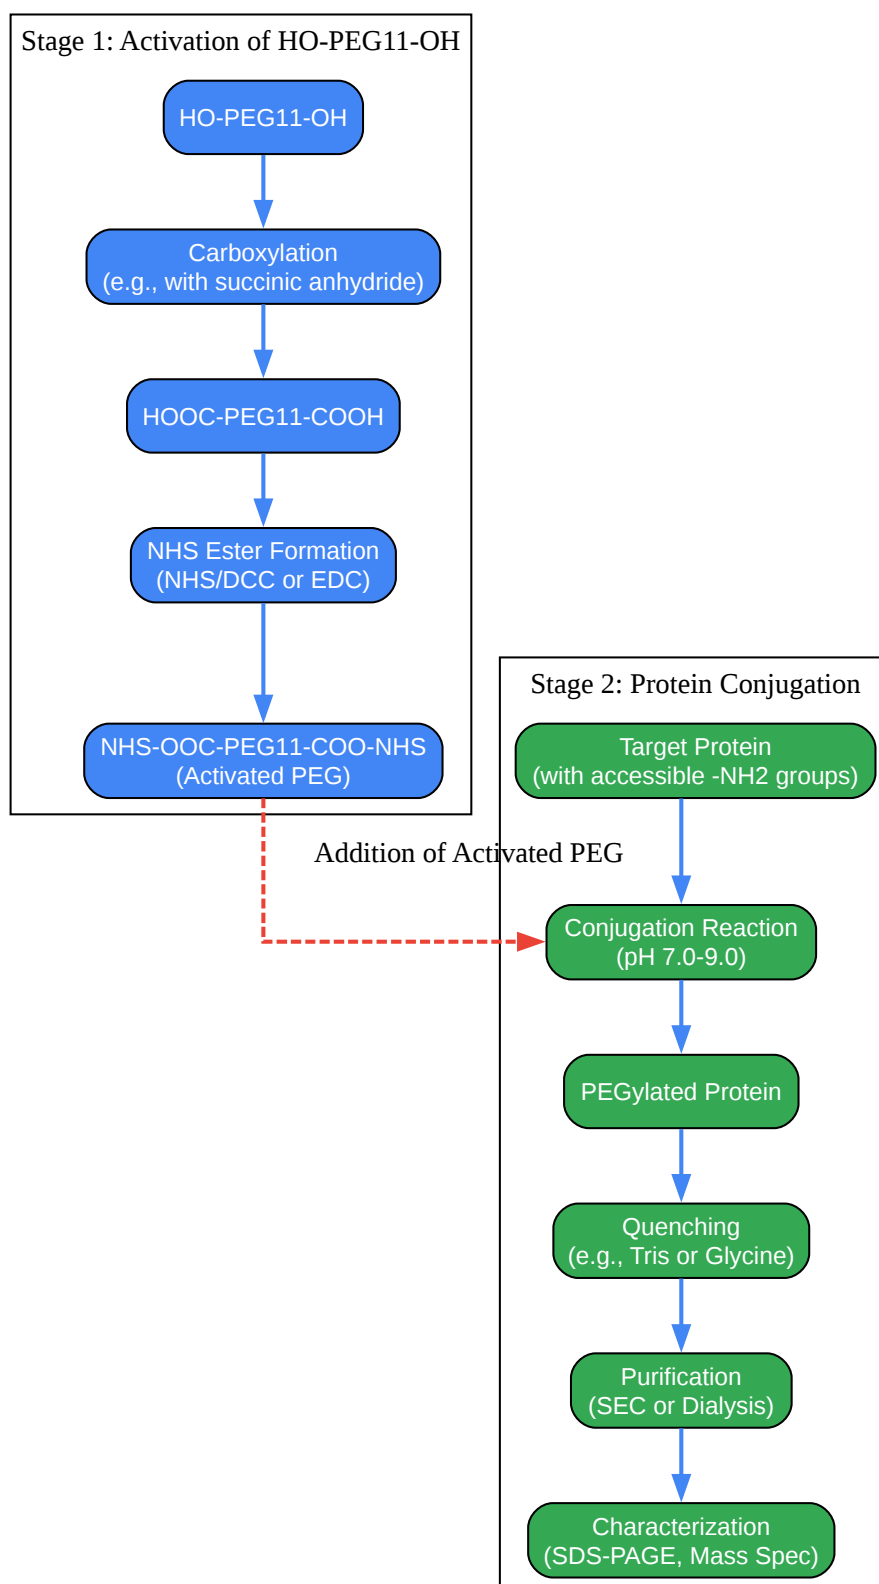 Stage 1: Activation of HO-PEG11-OH
HO-PEG11-OH
Carboxylation
(e.g., with succinic anhydride)
HOOC-PEG11-COOH
NHS Ester Formation
(NHS/DCC or EDC)
NHS-OOC-PEG11-COO-NHS
(Activated PEG)
Addition of Activated PEG
Stage 2: Protein Conjugation
Target Protein
(with accessible -NH2 groups)
Conjugation Reaction
(pH 7.0-9.0)
PEGylated Protein
Quenching
(e.g., Tris or Glycine)
Purification
(SEC or Dialysis)
Characterization
(SDS-PAGE, Mass Spec)